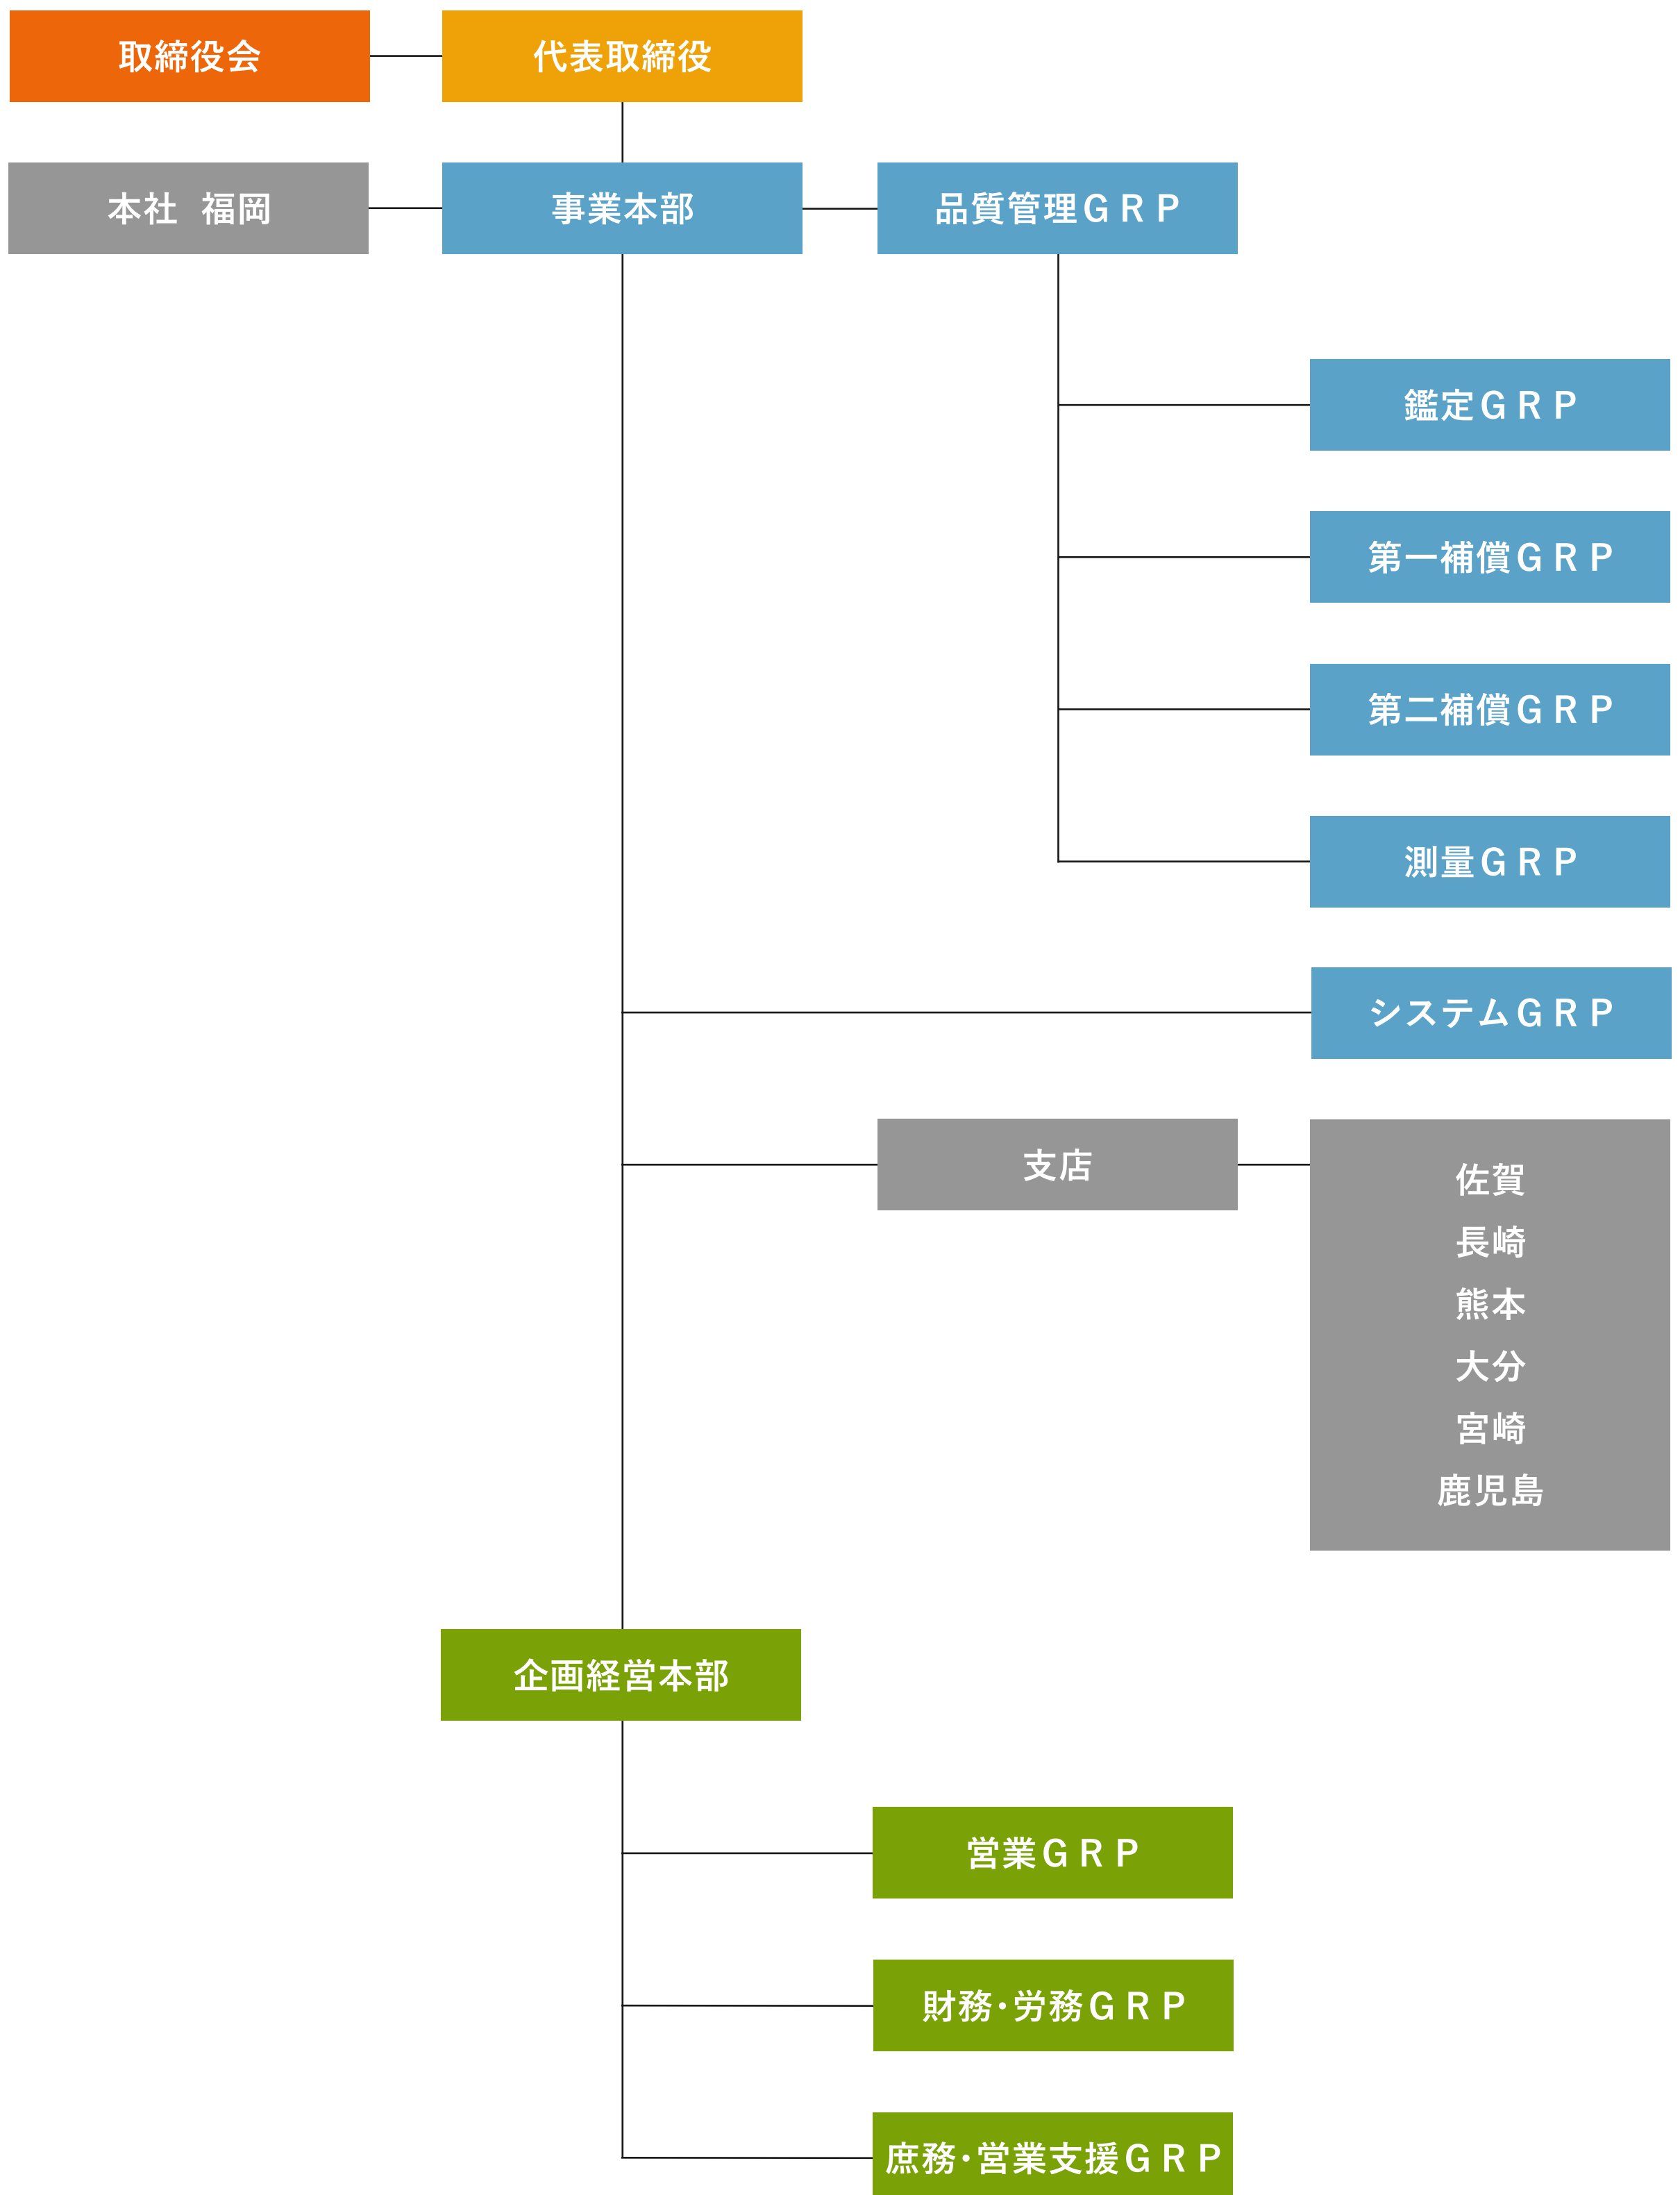 取締役会
代表取締役
本社 福岡
事業本部
品質管理ＧＲＰ
鑑定ＧＲＰ
第一補償ＧＲＰ
第二補償ＧＲＰ
測量ＧＲＰ
システムＧＲＰ
支店
佐賀
長崎
熊本
大分
宮崎
鹿児島
企画経営本部
営業ＧＲＰ
財務・労務ＧＲＰ
庶務・営業支援ＧＲＰ